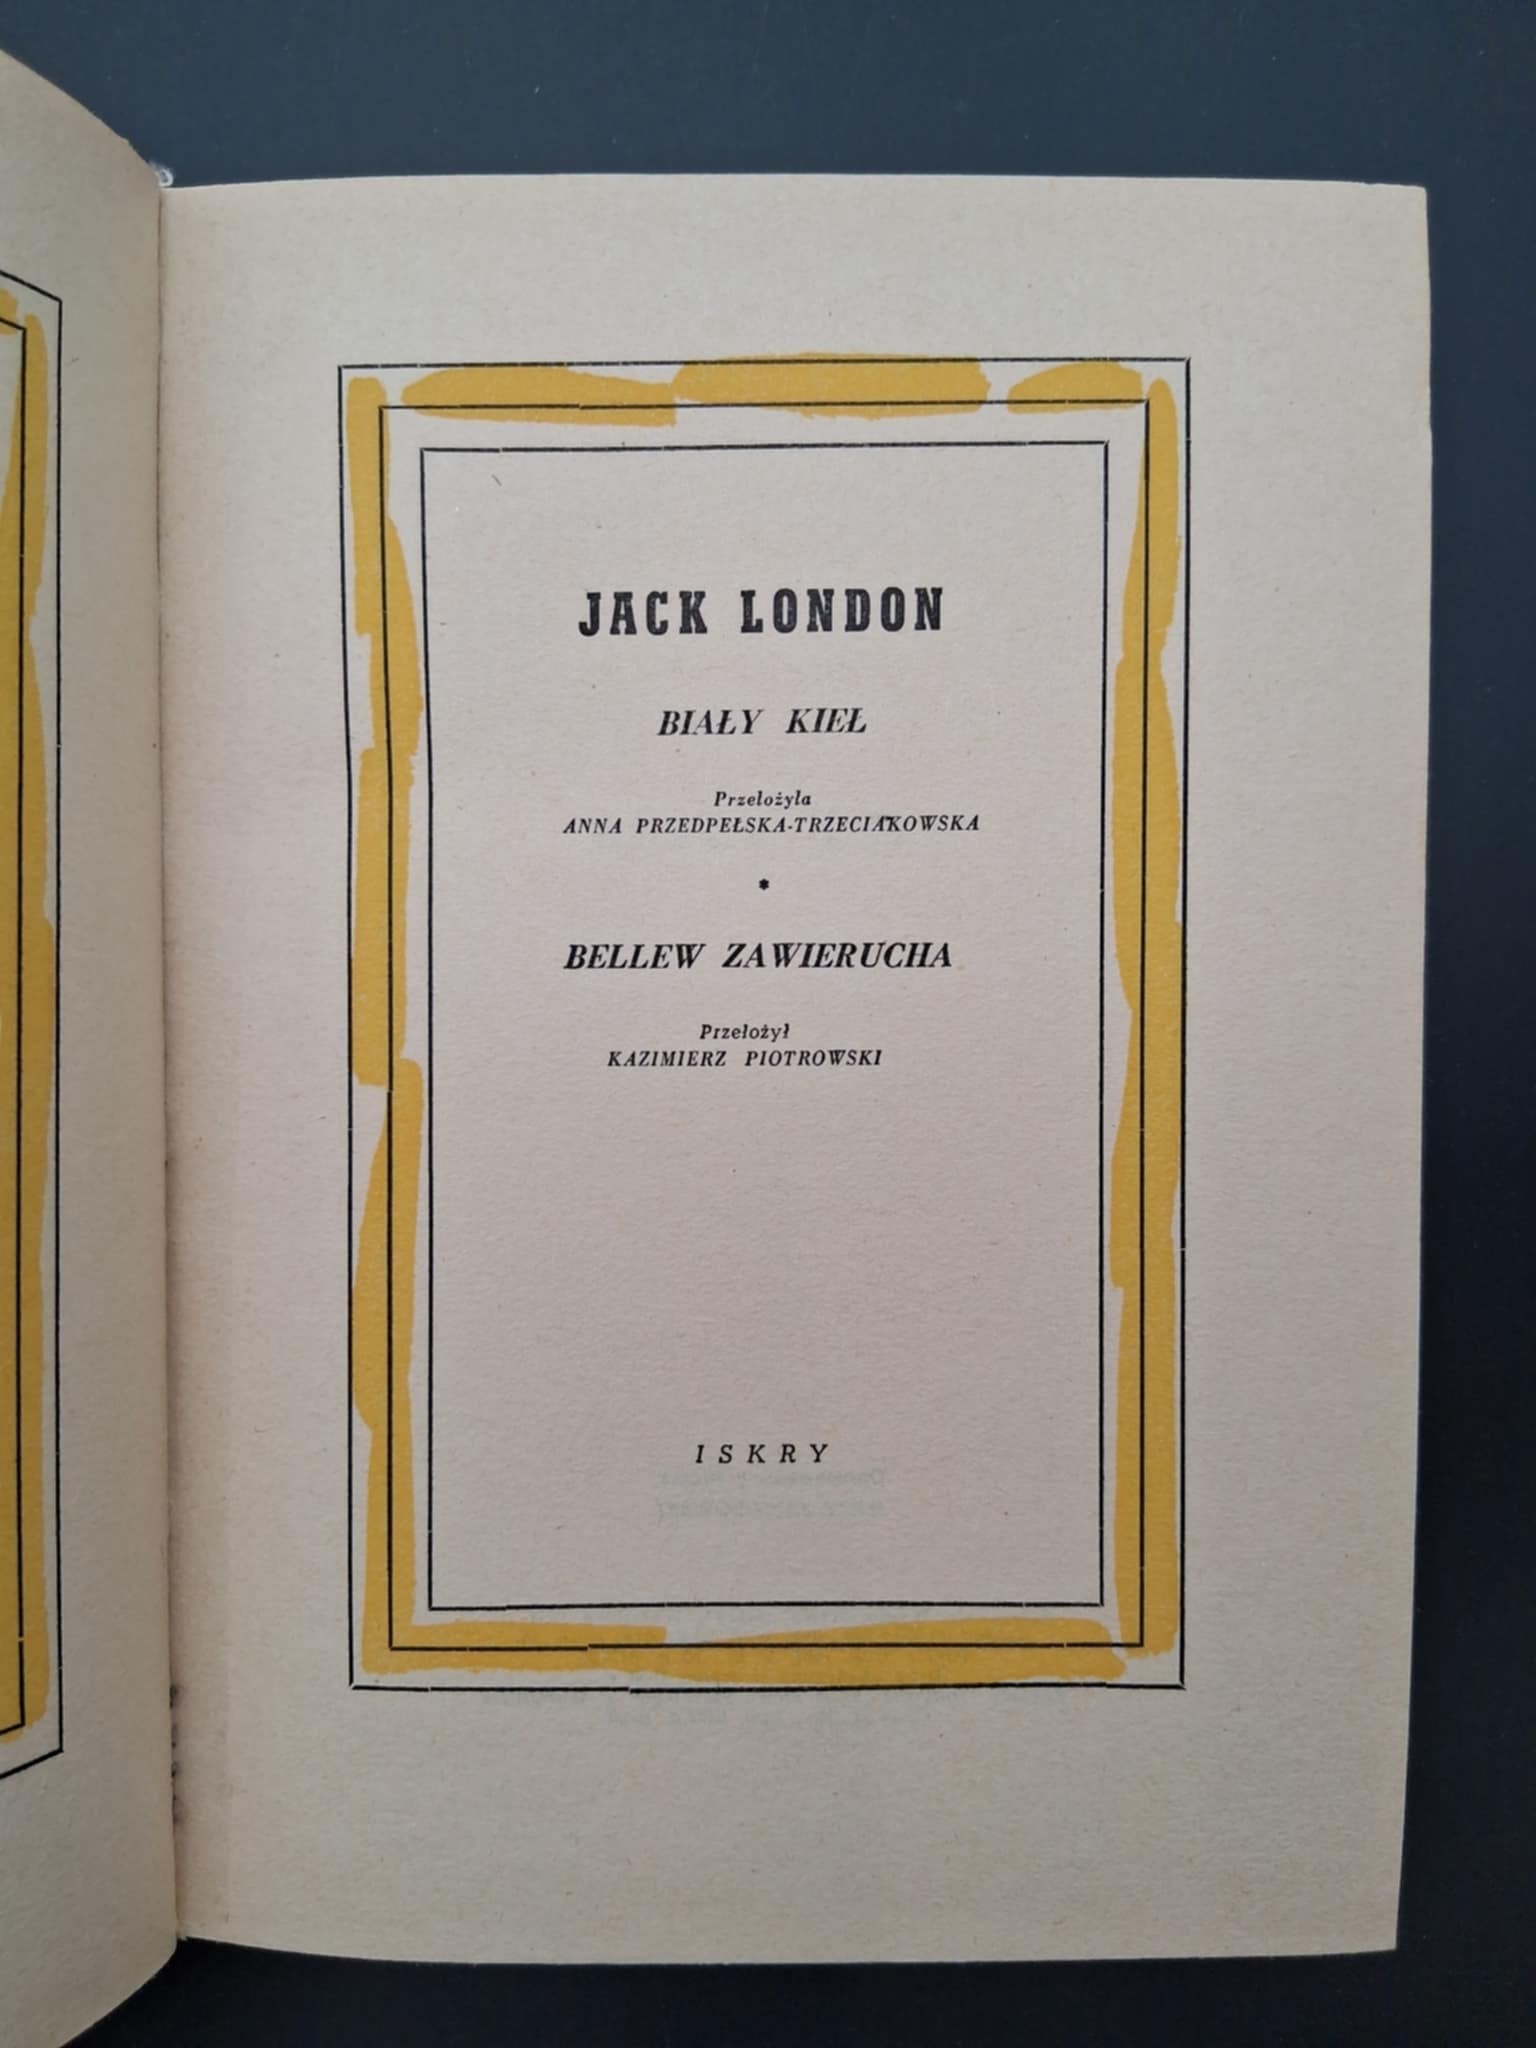 JACK LONDON
BIAŁY KIEŁ
Przełożyła
ANNA PRZEDPEŁSKA-TRZECIAKOWSKA
*
BELLEW ZAWIERUCHA
Przełożył
KAZIMIERZ PIOTROWSKI
ISKRY